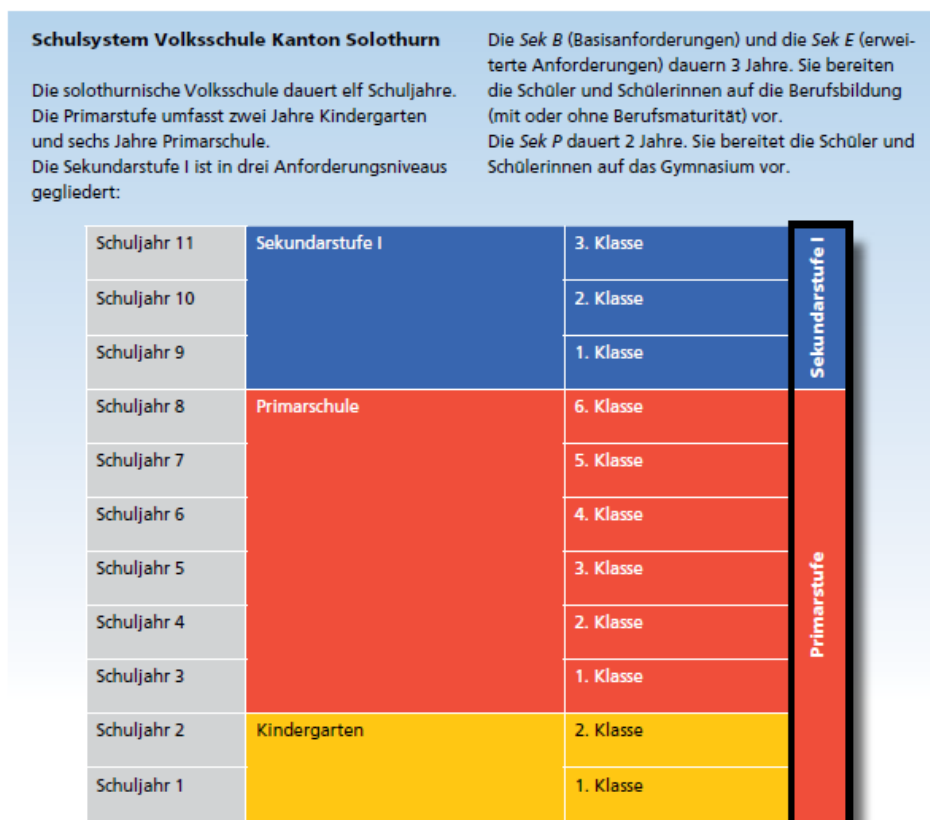 Schulsystem Volksschule Kanton Solothurn
Die solothurnische Volksschule dauert elf Schuljahre.
Die Primarstufe umfasst zwei Jahre Kindergarten
und sechs Jahre Primarschule.
Die Sekundarstufe I ist in drei Anforderungsniveaus
gegliedert:
Die Sek B (Basisanforderungen) und die Sek E (erwei-
terte Anforderungen) dauern 3 Jahre. Sie bereiten
die Schüler und Schülerinnen auf die Berufsbildung
(mit oder ohne Berufsmaturität) vor.
Die Sek P dauert 2 Jahre. Sie bereitet die Schüler und
Schülerinnen auf das Gymnasium vor.
Schuljahr 11 Sekundarstufe I 3. Klasse
Schuljahr 10 2. Klasse
Schuljahr 9 1. Klasse
Sekundarstufe I
Schuljahr 8 Primarschule 6. Klasse
Schuljahr 7 5. Klasse
Schuljahr 6 4. Klasse
Schuljahr 5 3. Klasse
Schuljahr 4 2. Klasse
Schuljahr 3 1. Klasse
Schuljahr 2 Kindergarten 2. Klasse
Schuljahr 1 1. Klasse
Primarstufe